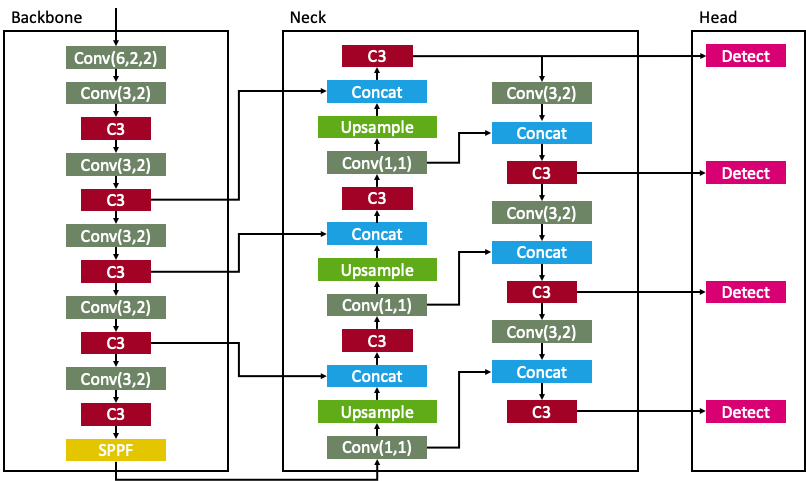 Backbone
Conv(6,2,2)
Conv(3,2)
C3
Conv(3,2)
C3
Conv(3,2)
C3
Conv(3,2)
C3
Conv(3,2)
C3
SPPF
Neck
C3
Concat
Upsample
Conv(1,1)
C3
Concat
Upsample
Conv(1,1)
C3
Concat
Upsample
Conv(1,1)
Conv(3,2)
Concat
C3
Conv(3,2)
Concat
C3
Conv(3,2)
Concat
C3
Head
Detect
Detect
Detect
Detect